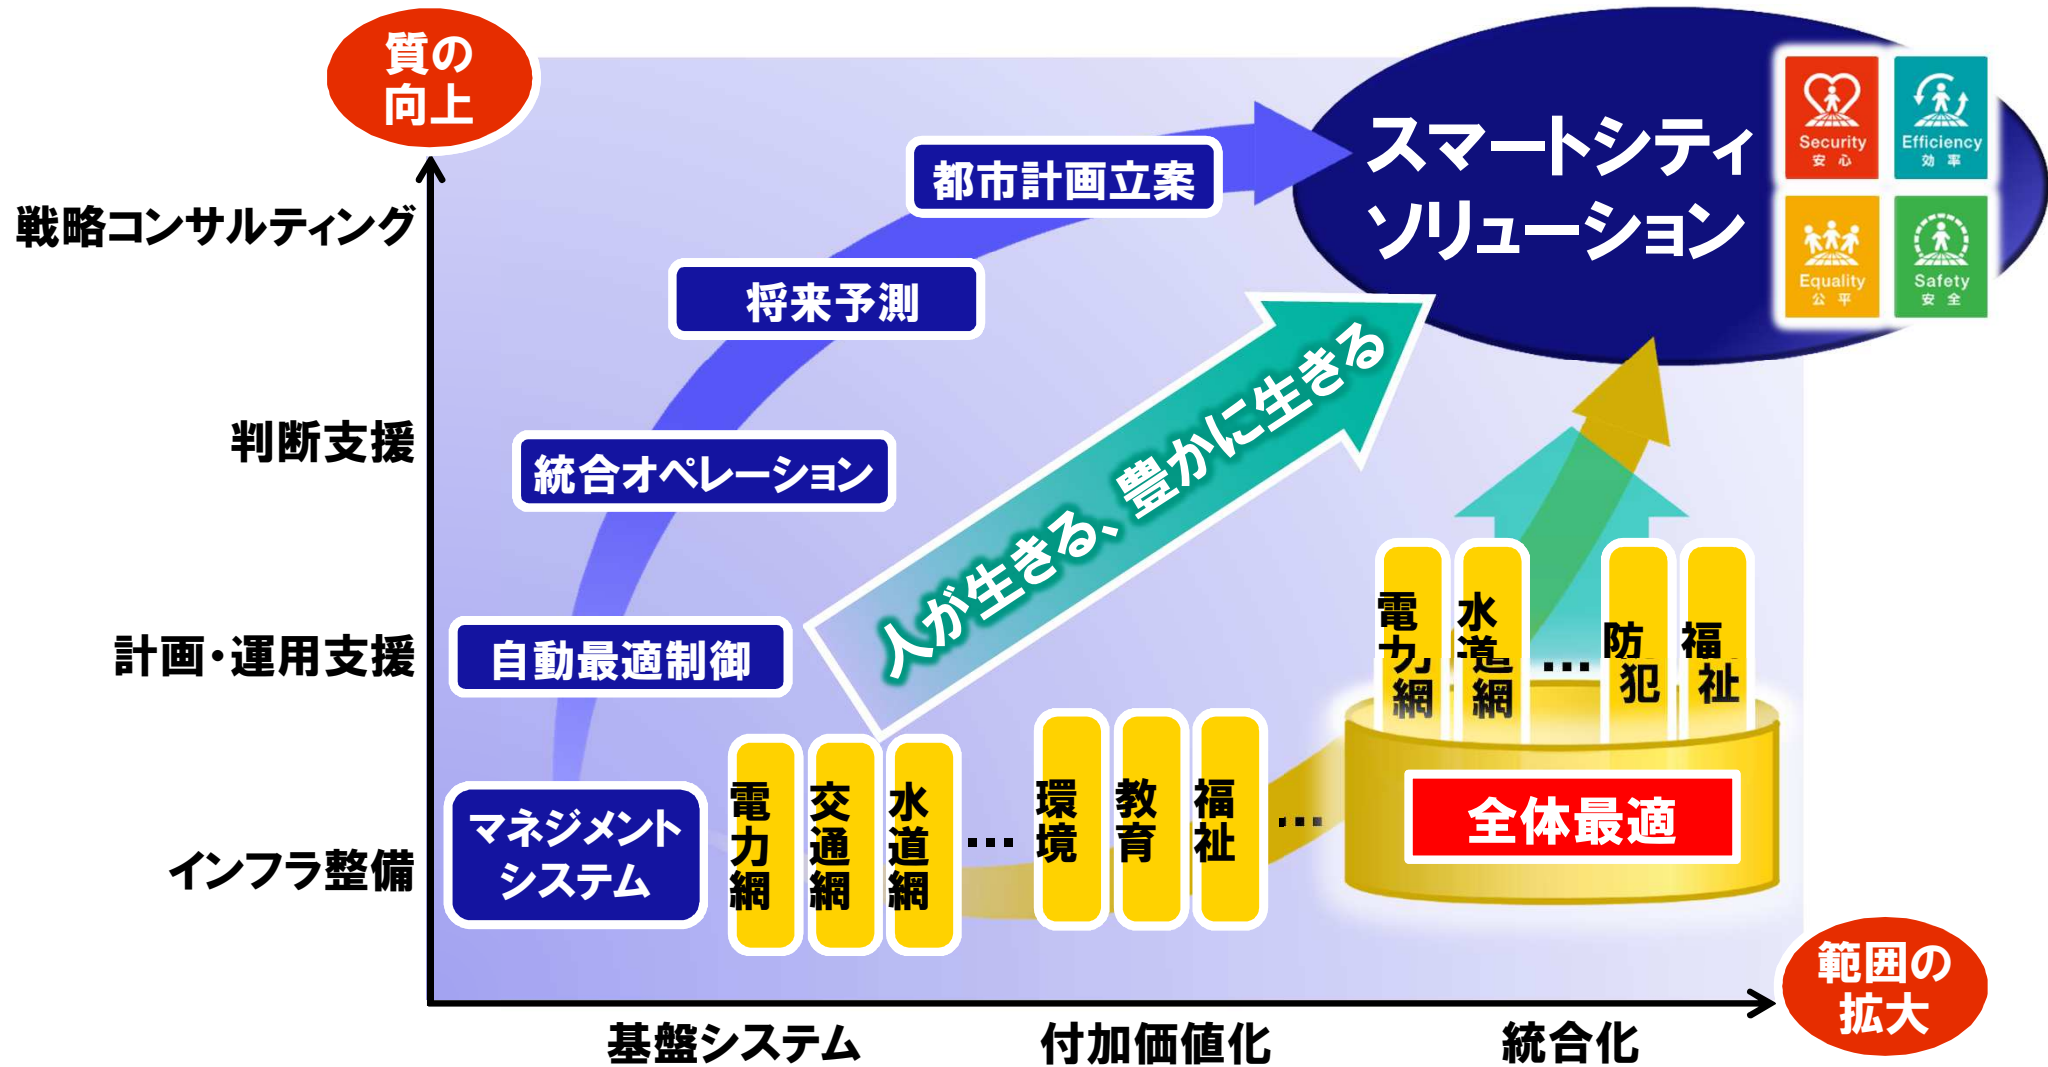 質の
向上
スマートシティ
ソリューション
Security
安心
Efficiency
効率
Equality
公平
Safety
安全
都市計画立案
戦略コンサルティング
将来予測
人が生きる、豊かに生きる
判断支援
統合オペレーション
計画・運用支援
自動最適制御
電力網
水道網
…
防犯
福祉
全体最適
インフラ整備
マネジメント
システム
電力網
交通網
水道網
…
環境
教育
福祉
…
範囲の
拡大
基盤システム
付加価値化
統合化